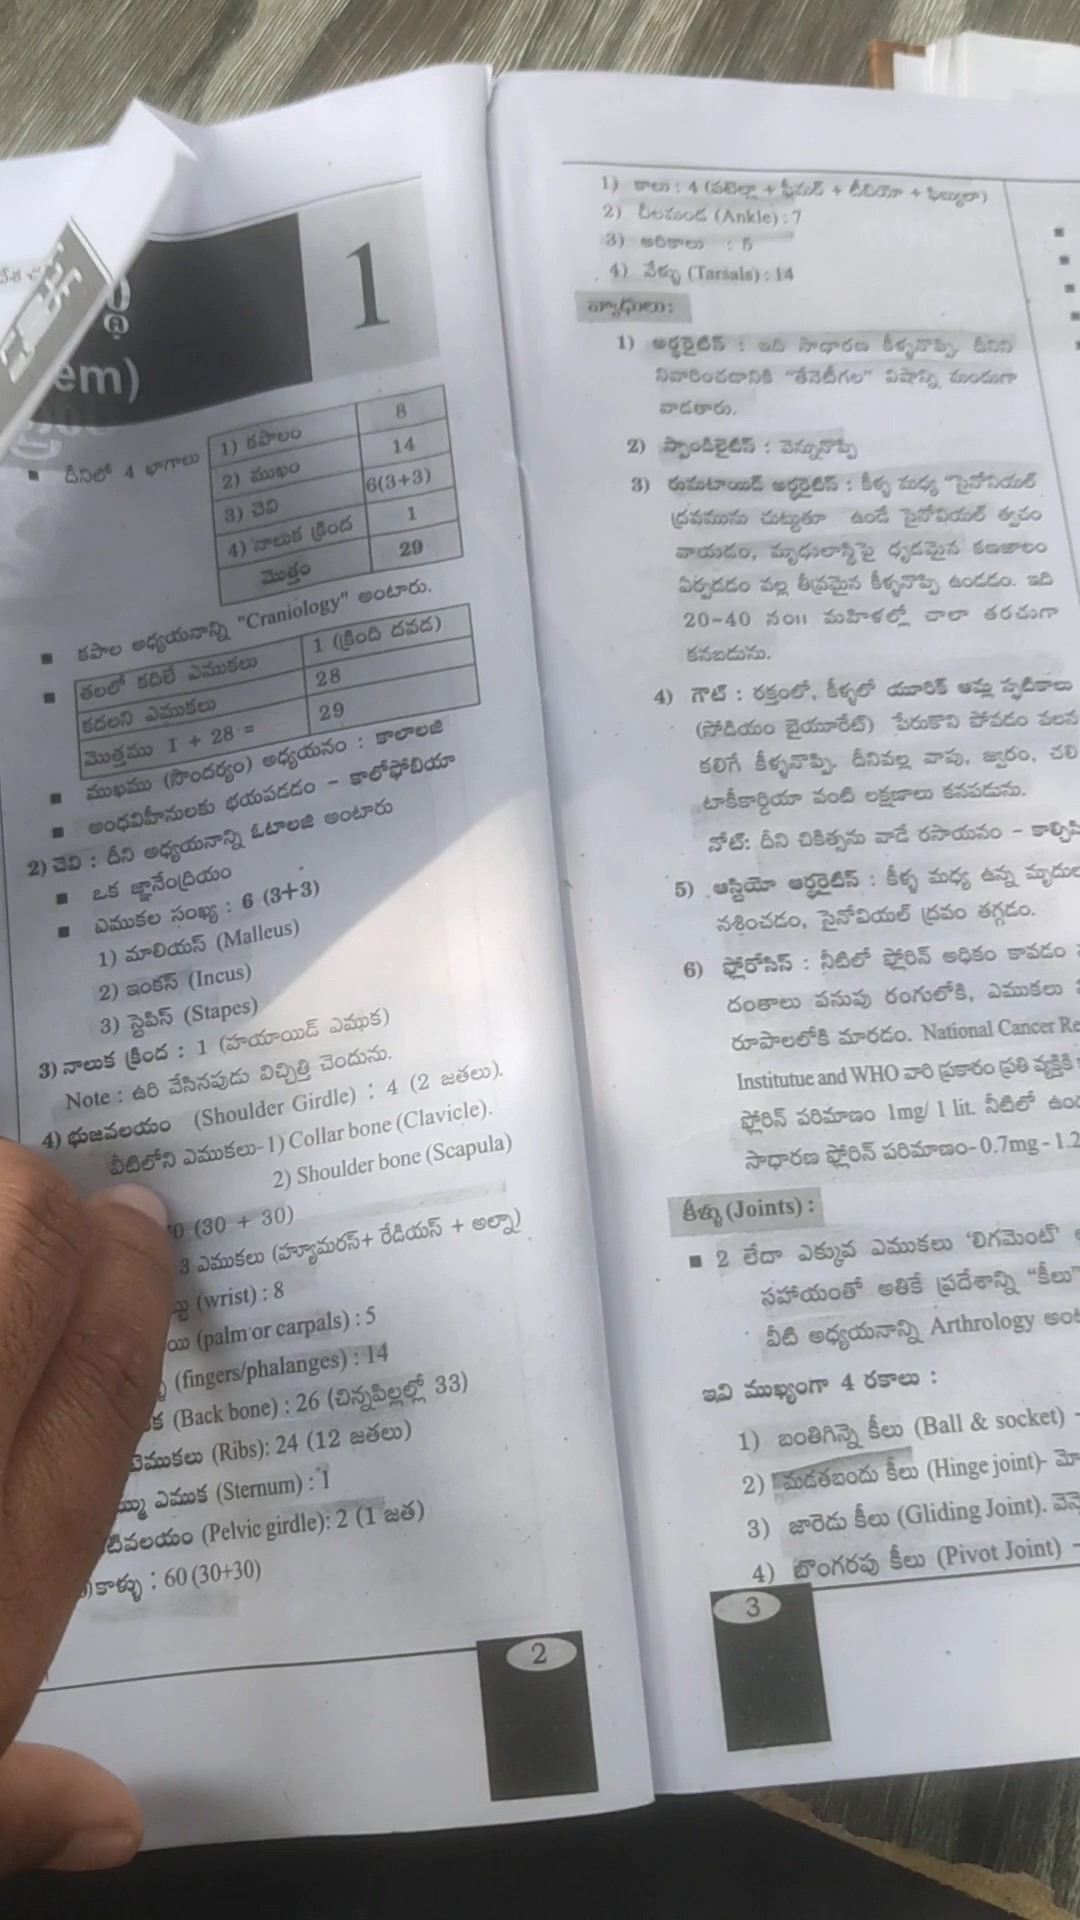 1
em)
దీనిలో 4 భాగాలు
1) కపాలం 8
2) ముఖం 14
3) చెవి 6(3+3)
4) నాలుక క్రింద 1
మొత్తం 29
■ కపాల అధ్యయనాన్ని "Craniology" అంటారు.
■ తలలో కదిలే ఎముకలు 1 (క్రింది దవడ)
కదలని ఎముకలు 28
మొత్తము 1 + 28 = 29
■ ముఖము (సౌందర్యం) అధ్యయనం : కాలాలజి
■ అంధవిహీనులకు భయపడడం - కాలోఫోబియా
2) చెవి : దీని అధ్యయనాన్ని ఓటాలజి అంటారు
■ ఒక జ్ఞానేంద్రియం
■ ఎముకల సంఖ్య : 6 (3+3)
1) మాలియస్ (Malleus)
2) ఇంకస్ (Incus)
3) స్టెపిస్ (Stapes)
3) నాలుక క్రింద : 1 (హయాయిడ్ ఎముక)
Note : ఉరి వేసినపుడు విచ్ఛిత్తి చెందును.
4) భుజవలయం (Shoulder Girdle) : 4 (2 జతలు).
వీటిలోని ఎముకలు-1) Collar bone (Clavicle).
2) Shoulder bone (Scapula)
0 (30 + 30)
3 ఎముకలు (హ్యూమరస్+ రేడియస్ + అల్నా)
(wrist) : 8
(palm or carpals) : 5
(fingers/phalanges) : 14
(Back bone) : 26 (చిన్నపిల్లల్లో 33)
ఎముకలు (Ribs): 24 (12 జతలు)
ఎముక (Sternum) : 1
టివలయం (Pelvic girdle): 2 (1 జత)
కాళ్ళు : 60 (30+30)
2
1) కాలు : 4 (పటెల్లా + ఫీమర్ + టిబియా + ఫిబ్యులా)
2) చీలమండ (Ankle) : 7
3) అరికాలు : 5
4) వేళ్ళు (Tarsals) : 14
వ్యాధులు:
1) అర్థరైటిస్ : ఇది సాధారణ కీళ్ళనొప్పి. దీనిని
నివారించడానికి "తేనెటీగల" విషాన్ని మందుగా
వాడతారు.
2) స్పాండిలైటిస్ : వెన్నునొప్పి
3) రుమటాయిడ్ అర్థరైటిస్ : కీళ్ళ మధ్య "సైనోనియల్
ద్రవమును చుట్టుతూ ఉండే సైనోవియల్ త్వచం
వాయడం, మృధులాస్థిపై ధృడమైన కణజాలం
ఏర్పడడం వల్ల తీవ్రమైన కీళ్ళనొప్పి ఉండడం. ఇది
20-40 సం॥ మహిళల్లో చాలా తరచుగా
కనబడును.
4) గౌట్ : రక్తంలో, కీళ్ళలో యూరిక్ ఆమ్ల స్ఫటికాలు
(సోడియం బైయూరేట్) పేరుకొని పోవడం వలన
కలిగే కీళ్ళనొప్పి. దీనివల్ల వాపు, జ్వరం, చలి
టాకీకార్డియా వంటి లక్షణాలు కనపడును.
నోట్: దీని చికిత్సను వాడే రసాయనం -
5) ఆస్టియో ఆర్థరైటిస్ : కీళ్ళ మధ్య ఉన్న మృదుల
నశించడం, సైనోవియల్ ద్రవం తగ్గడం.
6) ఫ్లోరోసిస్ : నీటిలో ఫ్లోరిన్ అధికం కావడం
దంతాలు పసుపు రంగులోకి, ఎముకలు
రూపాలలోకి మారడం. National Cancer Re
Institutue and WHO వారి ప్రకారం ప్రతి వ్యక్తికి
ఫ్లోరిన్ పరిమాణం 1mg/ 1 lit. నీటిలో
సాధారణ ఫ్లోరిన్ పరిమాణం- 0.7mg - 1.2
కీళ్ళు (Joints) :
■ 2 లేదా ఎక్కువ ఎముకలు 'లిగమెంట్'
సహాయంతో అతికే ప్రదేశాన్ని "కీలు"
వీటి అధ్యయనాన్ని Arthrology
ఇవి ముఖ్యంగా 4 రకాలు :
1) బంతిగిన్నె కీలు (Ball & socket) -
2) మడతబందు కీలు (Hinge joint)- మో
3) జారెడు కీలు (Gliding Joint). వెనె
4) బొంగరపు కీలు (Pivot Joint) -
3